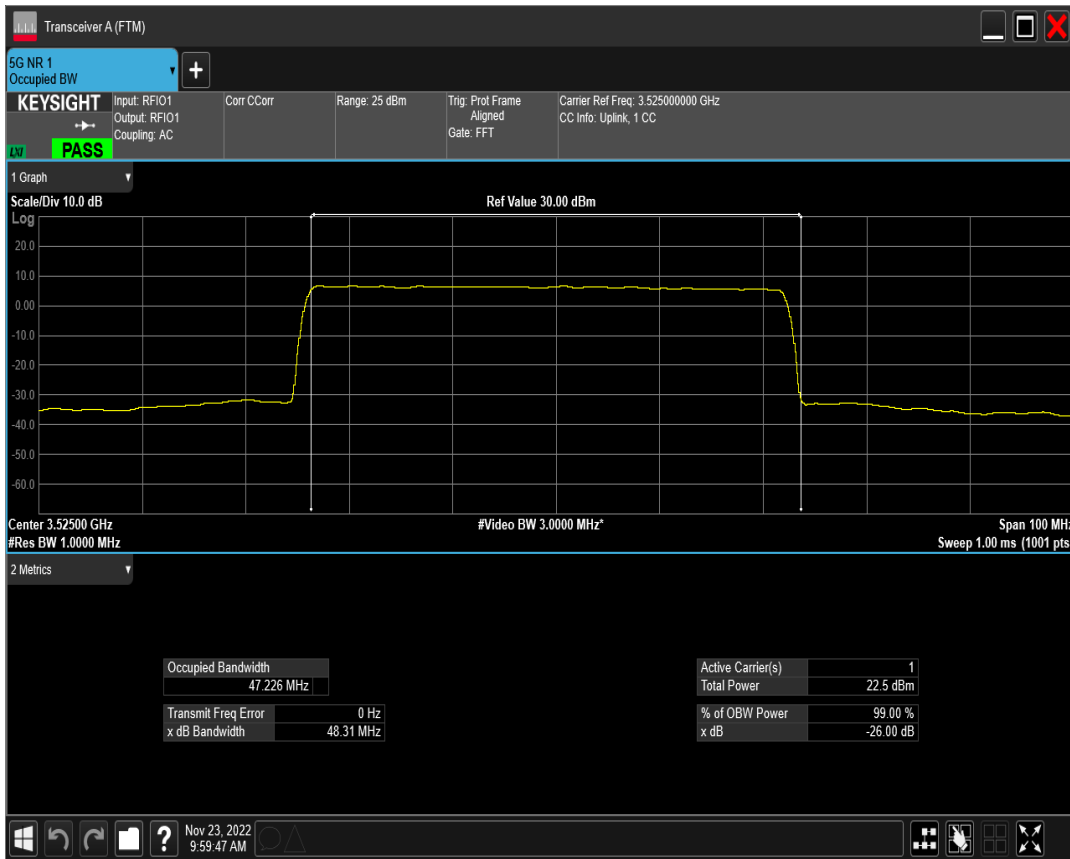 Transceiver A (FTM)
5G NR 1
Occupied BW
+
KEYSIGHT
LXI
PASS
Input: RFIO1
Output: RFIO1
Coupling: AC
Corr CCorr
Range: 25 dBm
Trig: Prot Frame
Aligned
Gate: FFT
Carrier Ref Freq: 3.525000000 GHz
CC Info: Uplink, 1 CC
1 Graph
Scale/Div 10.0 dB
Ref Value 30.00 dBm
Log
20.0
10.0
0.00
-10.0
-20.0
-30.0
-40.0
-50.0
-60.0
Center 3.52500 GHz
#Video BW 3.0000 MHz*
Span 100 MHz
#Res BW 1.0000 MHz
Sweep 1.00 ms (1001 pts
2 Metrics
Occupied Bandwidth
47.226 MHz
Transmit Freq Error 0 Hz
x dB Bandwidth 48.31 MHz
Active Carrier(s) 1
Total Power 22.5 dBm
% of OBW Power 99.00 %
x dB -26.00 dB
?
Nov 23, 2022
9:59:47 AM